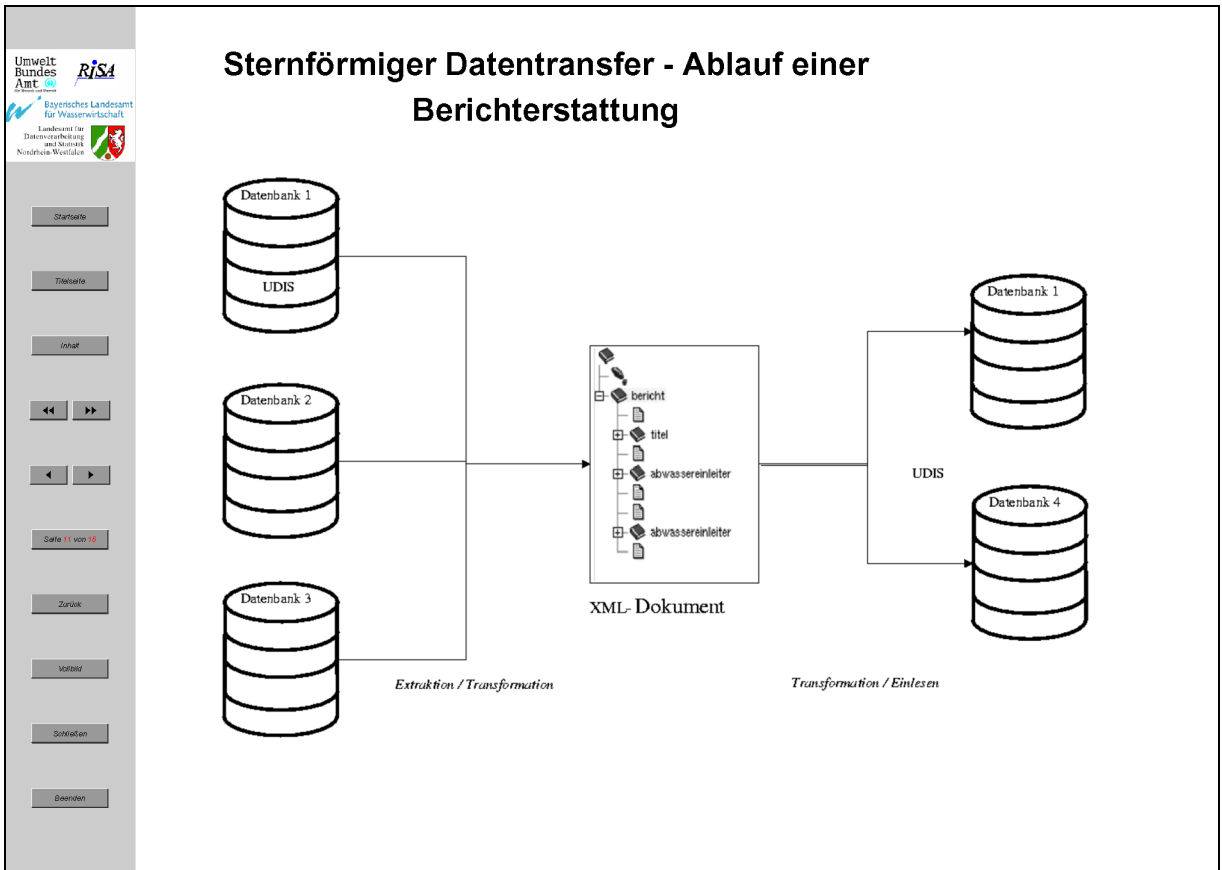 Umwelt
Bundes
Amt
RISA
Bayerisches Landesamt
für Wasserwirtschaft
Landesamt für
Datenverarbeitung
und Statistik
Nordrhein-Westfalen
Startseite
Titelseite
Inhalt
Seite 11 von 16
Zurück
Vollbild
Schließen
Beenden
Sternförmiger Datentransfer - Ablauf einer
Berichterstattung
Datenbank 1
UDIS
Datenbank 2
Datenbank 3
Extraktion / Transformation
bericht
titel
abwassereinleiter
abwassereinleiter
XML- Dokument
Datenbank 1
UDIS
Datenbank 4
Transformation / Einlesen